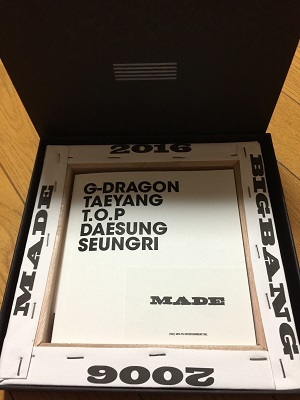 2016
MADE
BIGBANG
G-DRAGON
TAEYANG
T.O.P
DAESUNG
SEUNGRI
MADE
2006